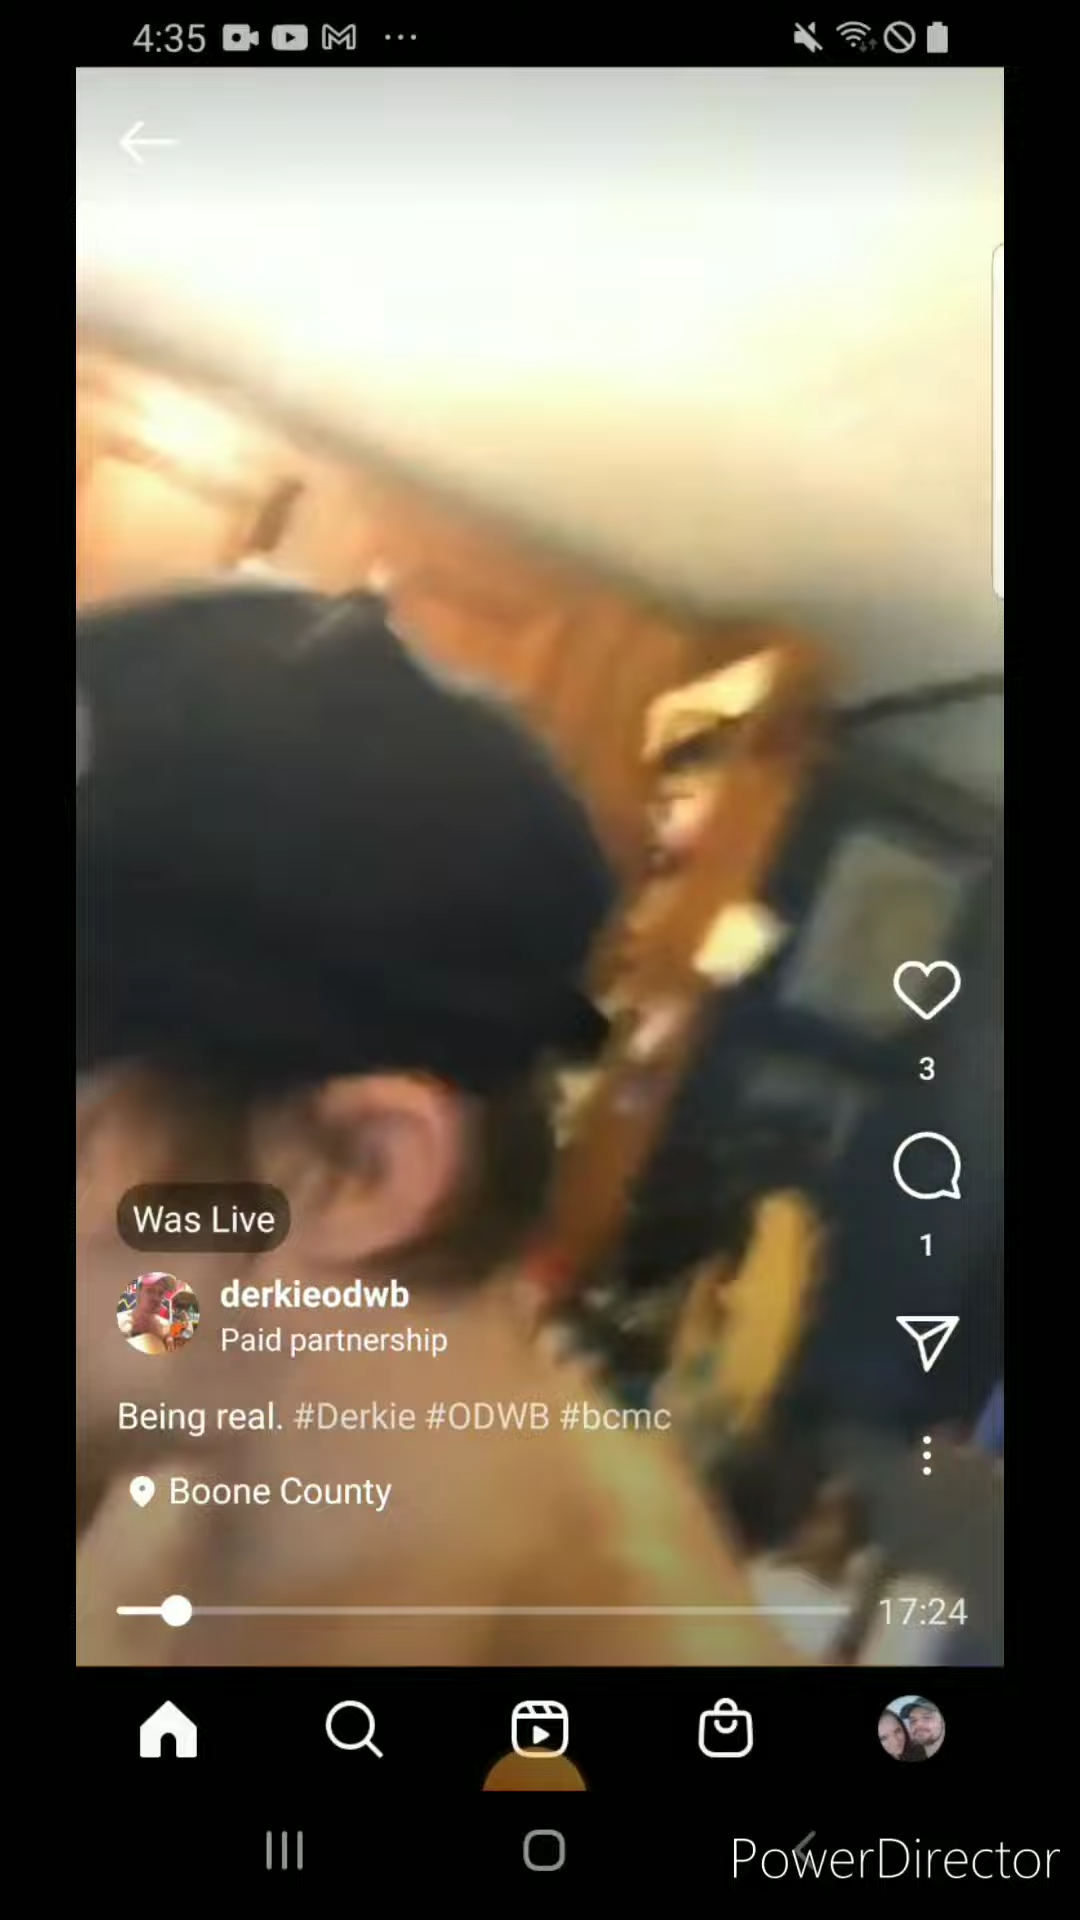 4:35
Was Live
derkieodwb
Paid partnership
Being real. #Derkie #ODWB #bcmc
Boone County
3
1
17:24
PowerDirector